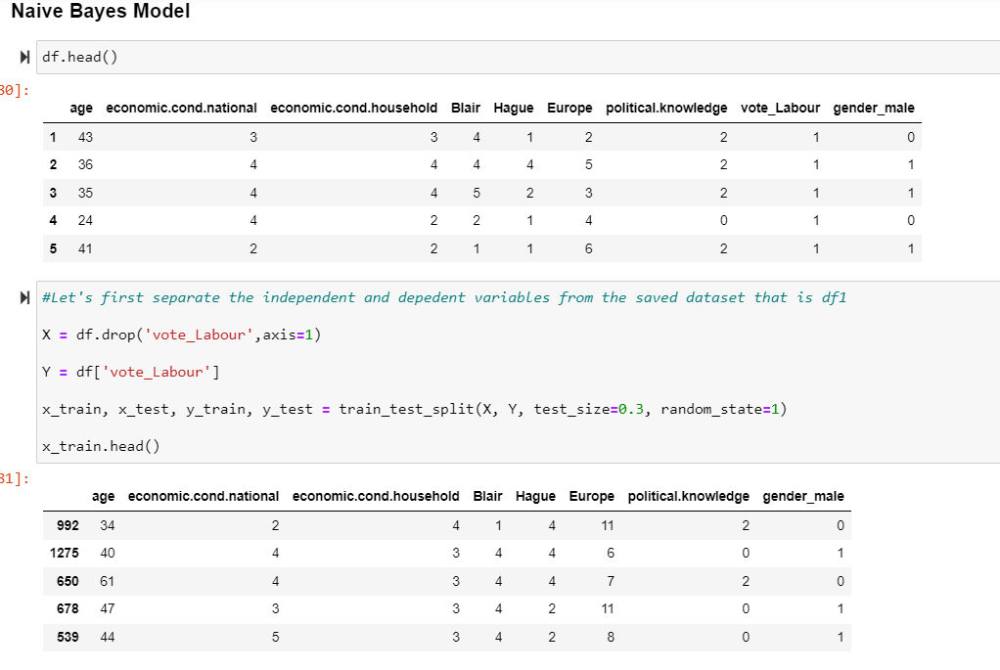 Naive Bayes Model
df.head()
30]:
age economic.cond.national economic.cond.household Blair Hague Europe political.knowledge vote_Labour gender_male
1 43 3 3 4 1 2 2 1 0
2 36 4 4 4 4 5 2 1 1
3 35 4 4 5 2 3 2 1 1
4 24 4 2 2 1 4 0 1 0
5 41 2 2 1 1 6 2 1 1
#Let's first separate the independent and depedent variables from the saved dataset that is df1
X = df.drop('vote_Labour',axis=1)
Y = df['vote_Labour']
x_train, x_test, y_train, y_test = train_test_split(X, Y, test_size=0.3, random_state=1)
x_train.head()
31]:
age economic.cond.national economic.cond.household Blair Hague Europe political.knowledge gender_male
992 34 2 4 1 4 11 2 0
1275 40 4 3 4 4 6 0 1
650 61 4 3 4 4 7 2 0
678 47 3 3 4 2 11 0 1
539 44 5 3 4 2 8 0 1